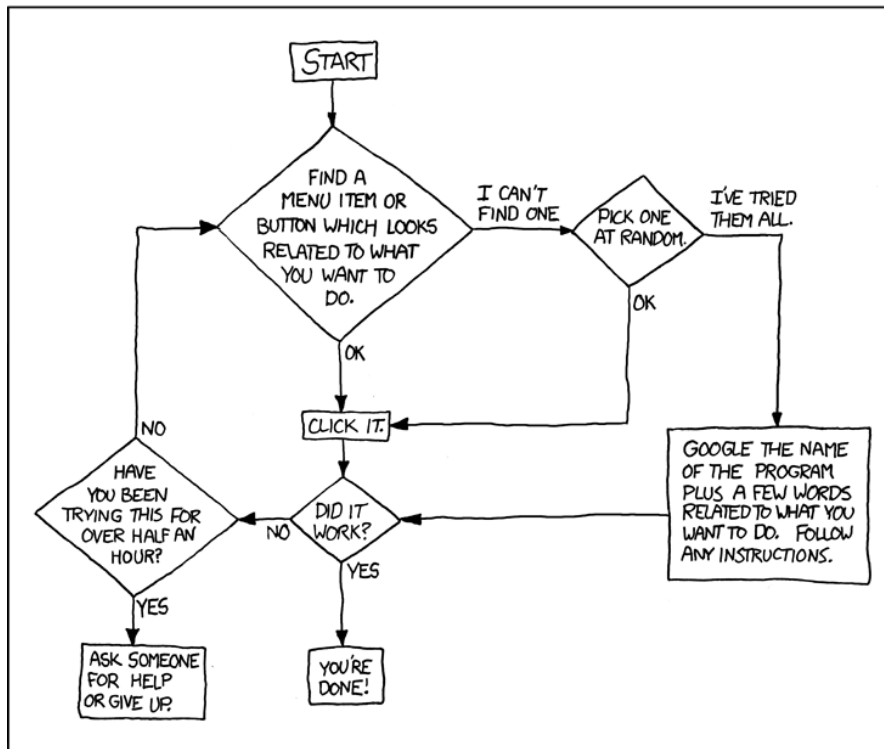 START
FIND A
MENU ITEM OR
BUTTON WHICH LOOKS
RELATED TO WHAT
YOU WANT TO
DO.
I CAN'T
FIND ONE
PICK ONE
AT RANDOM.
I'VE TRIED
THEM ALL.
OK
OK
CLICK IT.
NO
HAVE
YOU BEEN
TRYING THIS FOR
OVER HALF AN
HOUR?
NO
DID IT
WORK?
GOOGLE THE NAME
OF THE PROGRAM
PLUS A FEW WORDS
RELATED TO WHAT YOU
WANT TO DO. FOLLOW
ANY INSTRUCTIONS.
YES
YES
ASK SOMEONE
FOR HELP
OR GIVE UP.
YOU'RE
DONE!